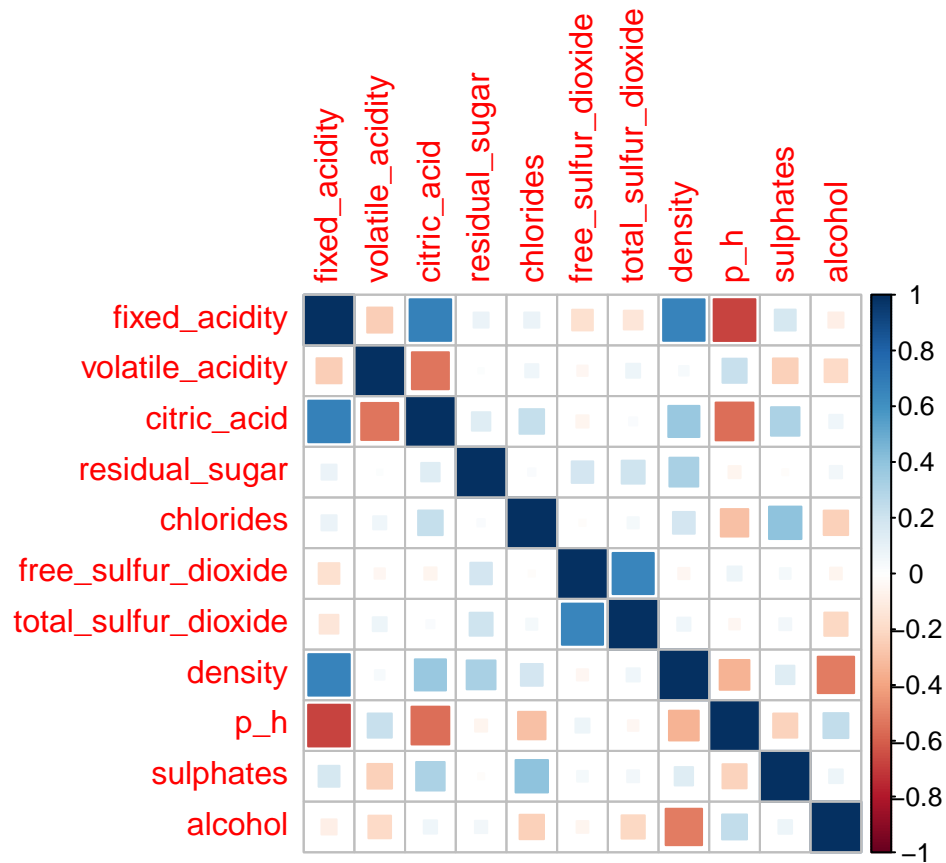 fixed_acidity
volatile_acidity
citric_acid
residual_sugar
chlorides
free_sulfur_dioxide
total_sulfur_dioxide
density
p_h
sulphates
alcohol
fixed_acidity
volatile_acidity
citric_acid
residual_sugar
chlorides
free_sulfur_dioxide
total_sulfur_dioxide
density
p_h
sulphates
alcohol
1
0.8
0.6
0.4
0.2
0
−0.2
−0.4
−0.6
−0.8
−1